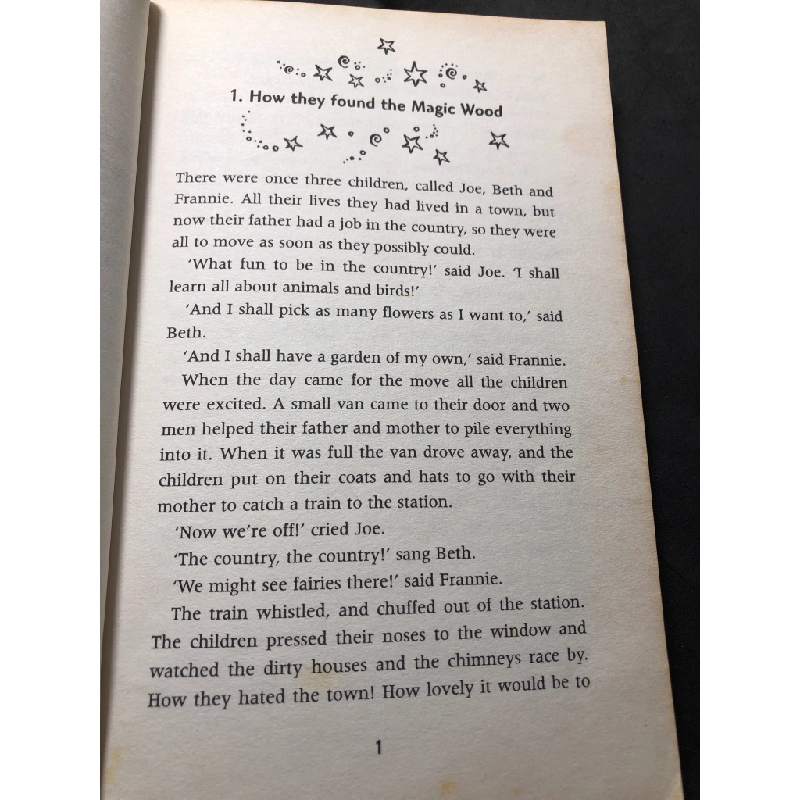 1. How they found the Magic Wood
There were once three children, called Joe, Beth and
Frannie. All their lives they had lived in a town, but
now their father had a job in the country, so they were
all to move as soon as they possibly could.
‘What fun to be in the country!’ said Joe. ‘I shall
learn all about animals and birds!’
‘And I shall pick as many flowers as I want to,’ said
Beth.
‘And I shall have a garden of my own,’ said Frannie.
When the day came for the move all the children
were excited. A small van came to their door and two
men helped their father and mother to pile everything
into it. When it was full the van drove away, and the
children put on their coats and hats to go with their
mother to catch a train to the station.
‘Now we’re off!’ cried Joe.
‘The country, the country!’ sang Beth.
‘We might see fairies there!’ said Frannie.
The train whistled, and chuffed out of the station.
The children pressed their noses to the window and
watched the dirty houses and the chimneys race by.
How they hated the town! How lovely it would be to
1